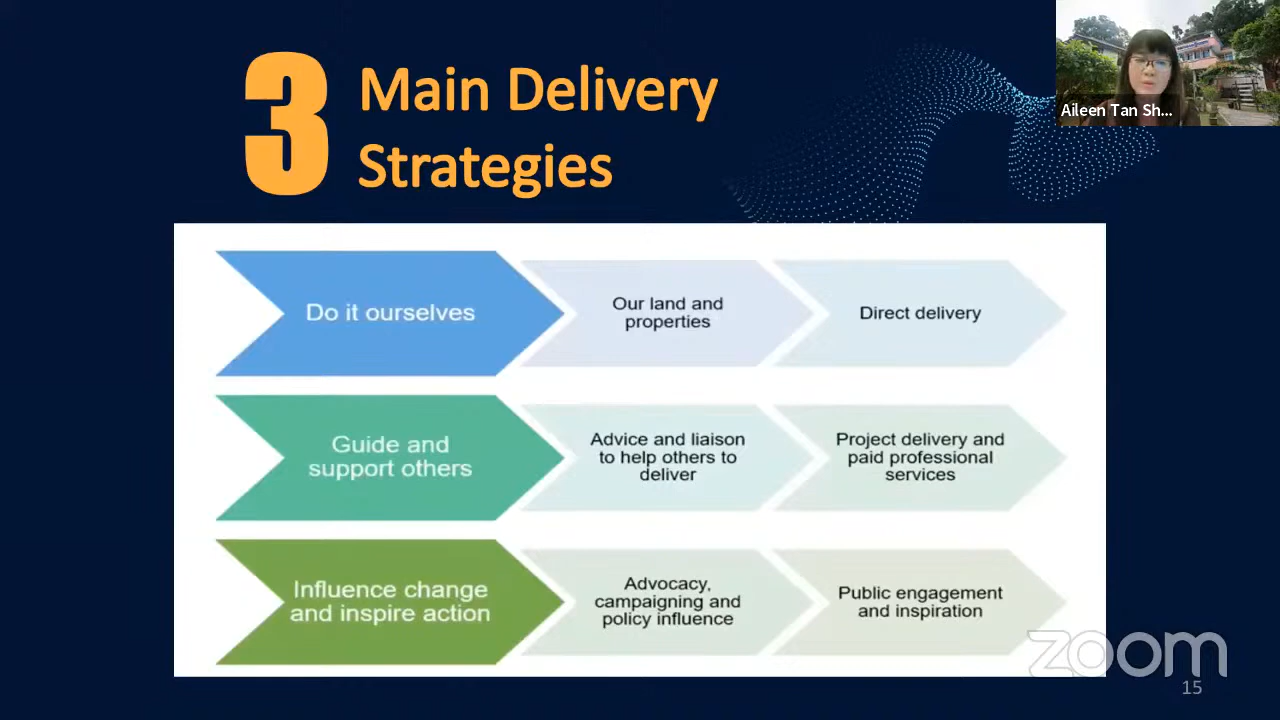 3
Main Delivery
Strategies
Aileen Tan Sh...
Do it ourselves
Our land and
properties
Direct delivery
Guide and
support others
Advice and liaison
to help others to
deliver
Project delivery and
paid professional
services
Influence change
and inspire action
Advocacy,
campaigning and
policy influence
Public engagement
and inspiration
zoom
15